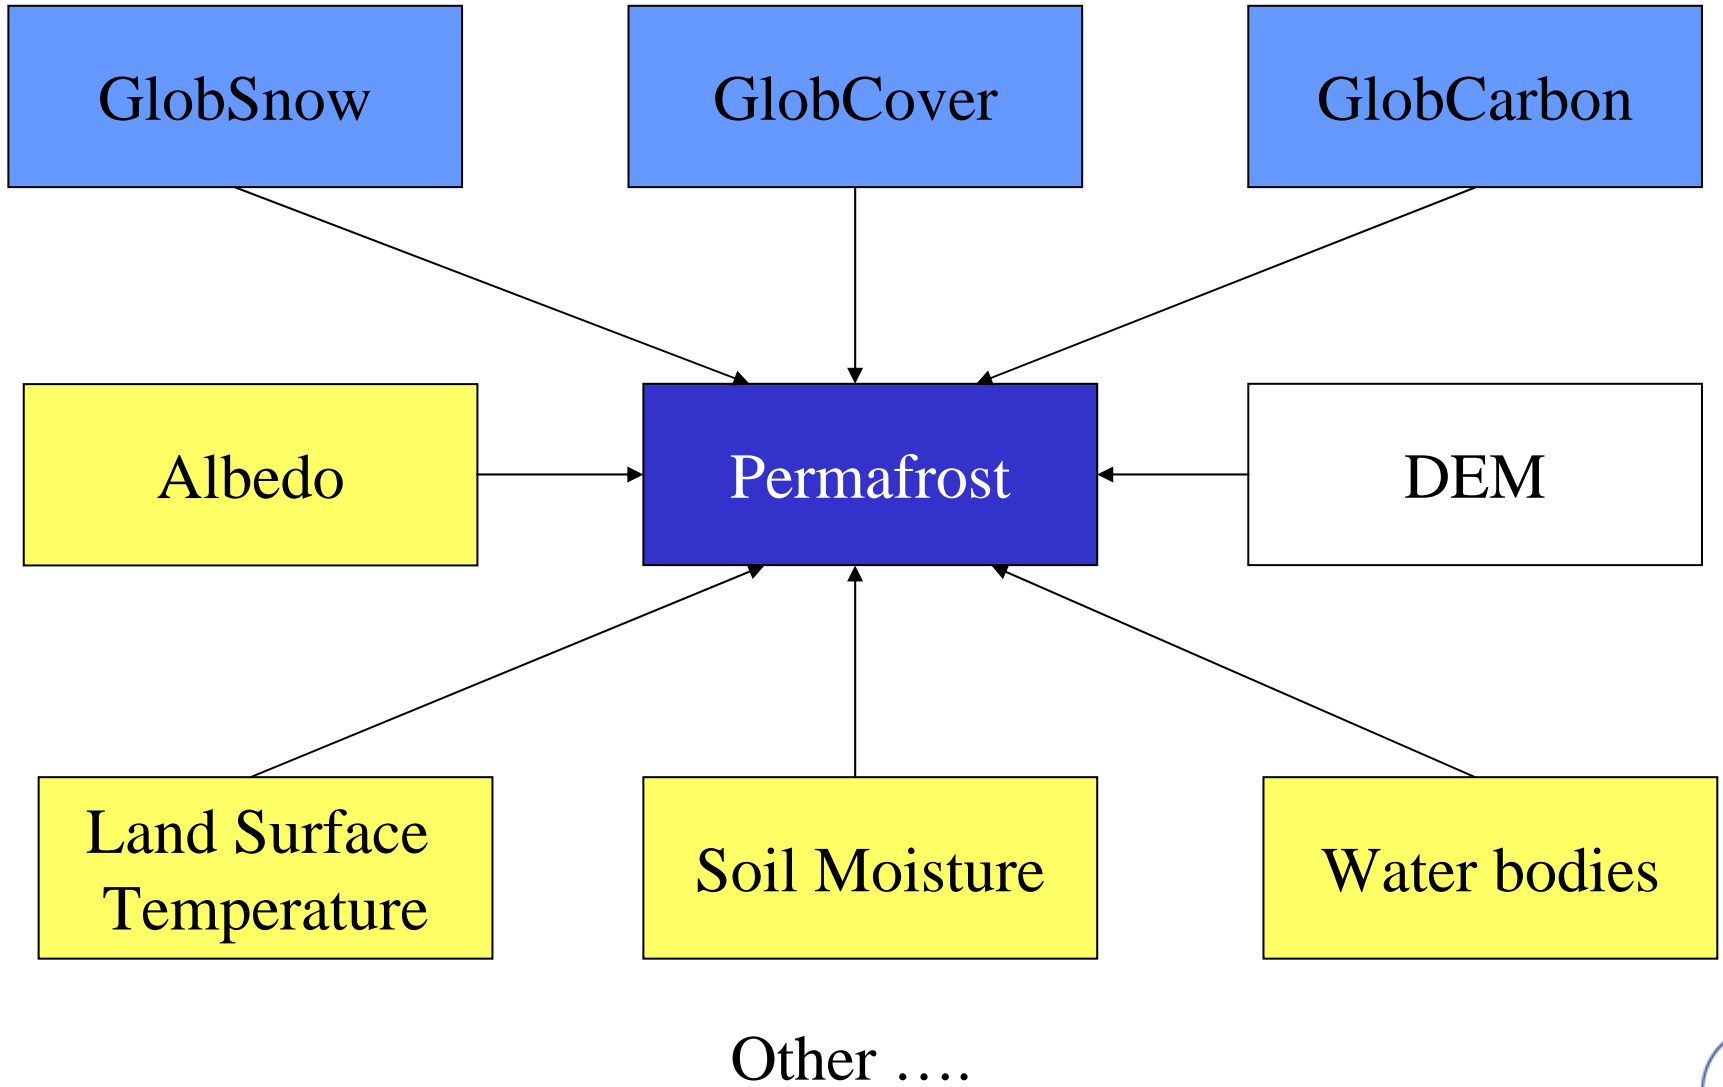 GlobSnow
GlobCover
GlobCarbon
Albedo
Permafrost
DEM
Land Surface
Temperature
Soil Moisture
Water bodies
Other ….